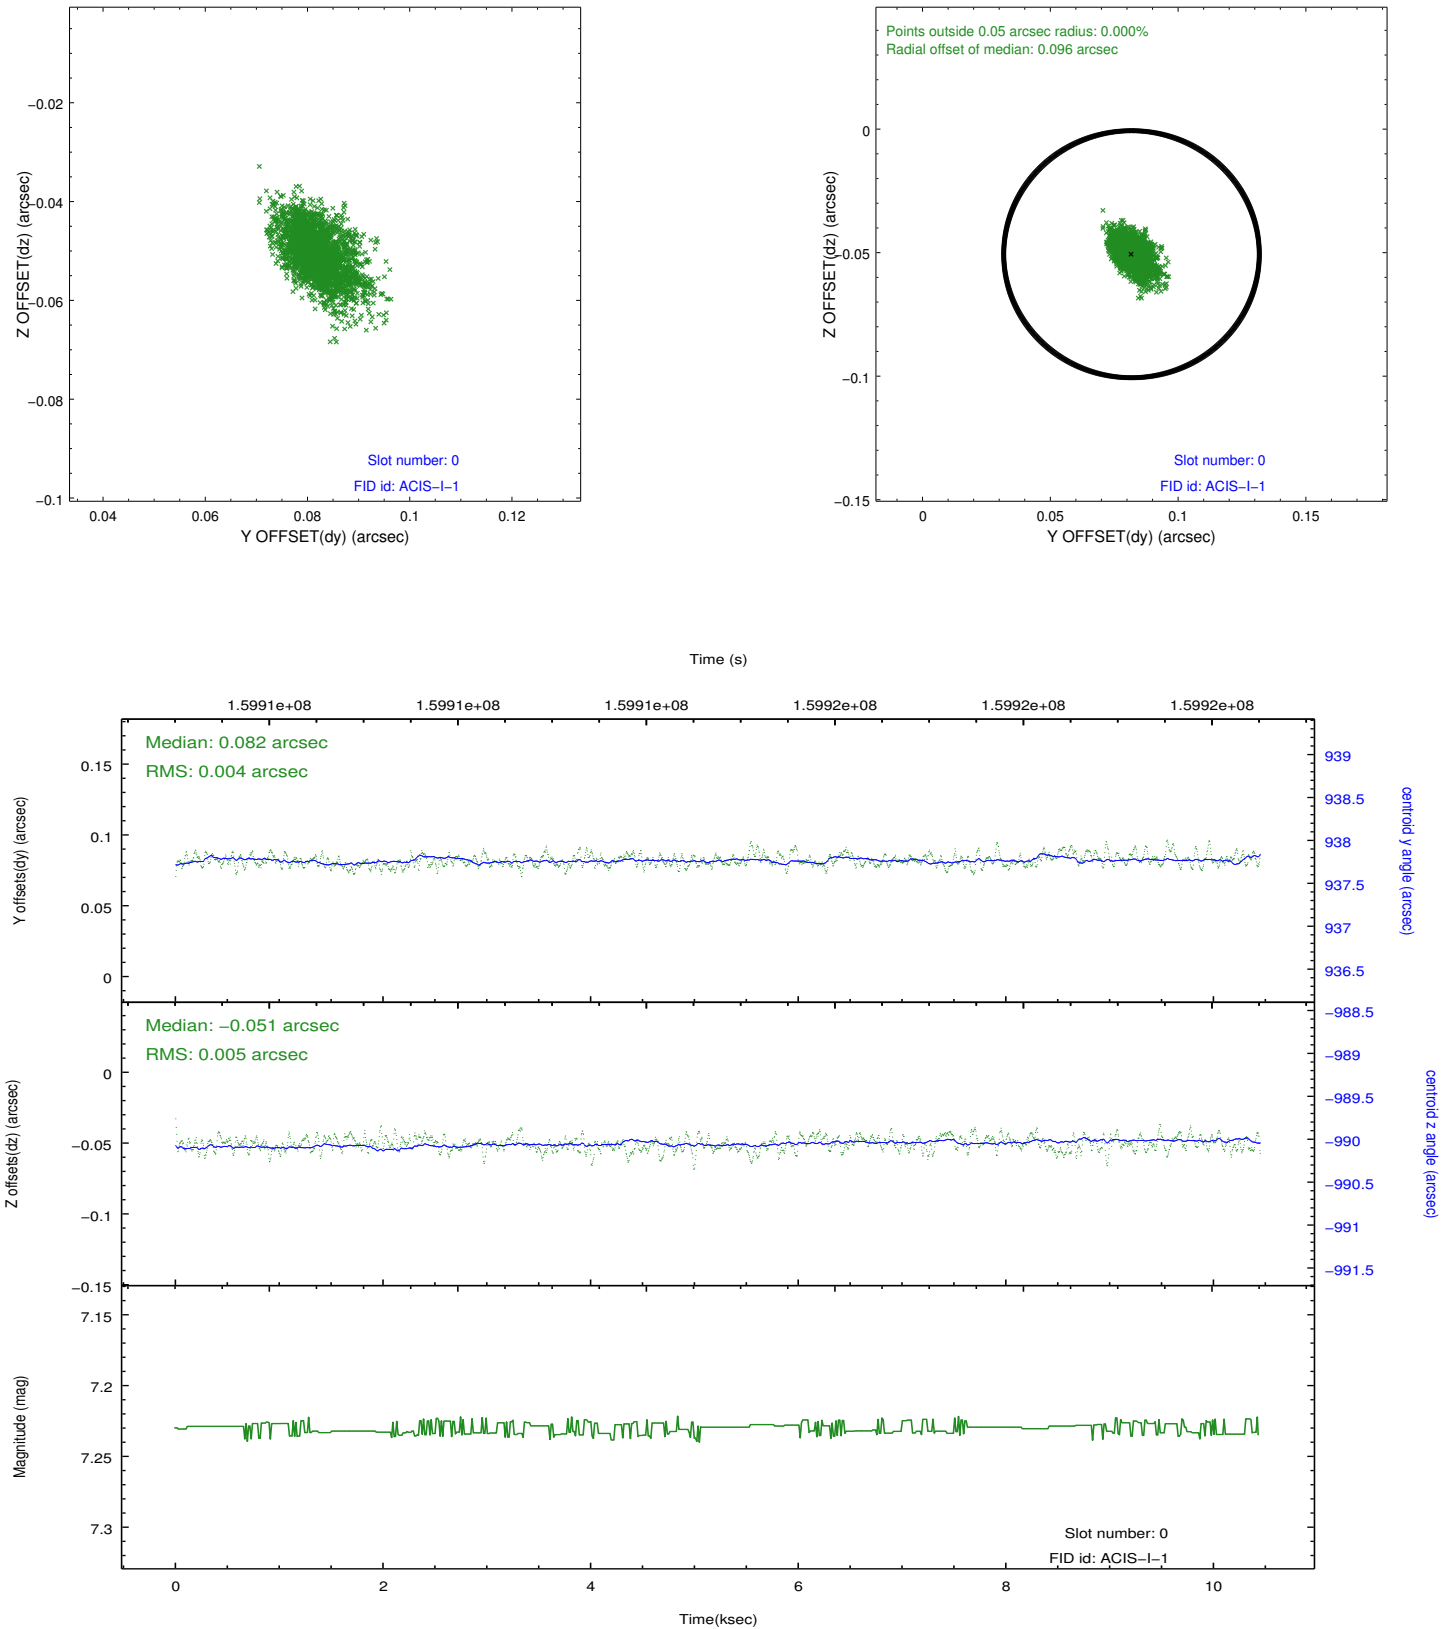 −0.02
−0.04
−0.06
−0.08
−0.1
Z OFFSET(dz) (arcsec)
Slot number: 0
FID id: ACIS−I−1
0.04 0.06 0.08 0.1 0.12
Y OFFSET(dy) (arcsec)
Points outside 0.05 arcsec radius: 0.000%
Radial offset of median: 0.096 arcsec
0
−0.05
−0.1
−0.15
Z OFFSET(dz) (arcsec)
Slot number: 0
FID id: ACIS−I−1
0 0.05 0.1 0.15
Y OFFSET(dy) (arcsec)
Time (s)
1.5991e+08 1.5991e+08 1.5991e+08 1.5992e+08 1.5992e+08 1.5992e+08
Median: 0.082 arcsec
RMS: 0.004 arcsec
0.15
0.1
0.05
0
Y offsets(dy) (arcsec)
939
938.5
938
937.5
937
936.5
centroid y angle (arcsec)
Median: −0.051 arcsec
RMS: 0.005 arcsec
0
−0.05
−0.1
−0.15
Z offsets(dz) (arcsec)
−988.5
−989
−989.5
−990
−990.5
−991
−991.5
centroid z angle (arcsec)
7.15
7.2
7.25
7.3
Magnitude (mag)
Slot number: 0
FID id: ACIS−I−1
0 2 4 6 8 10
Time(ksec)